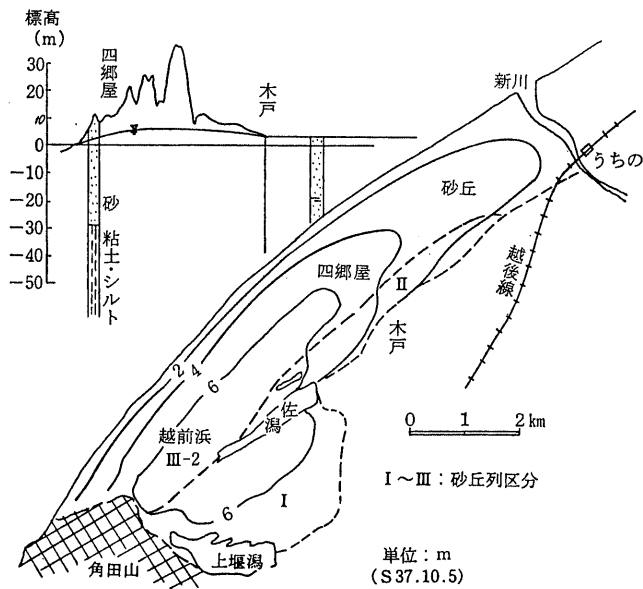 標高
(m)
30
20
10
0
-10
-20
-30
-40
-50
四郷屋
木戸
砂
粘土・シルト
新川
うちの
砂丘
越後線
四郷屋
II
木戸
2
4
6
佐潟
越前浜
III-2
6
I
上堰潟
角田山
0 1 2 km
I~III:砂丘列区分
単位:m
(S 37.10.5)